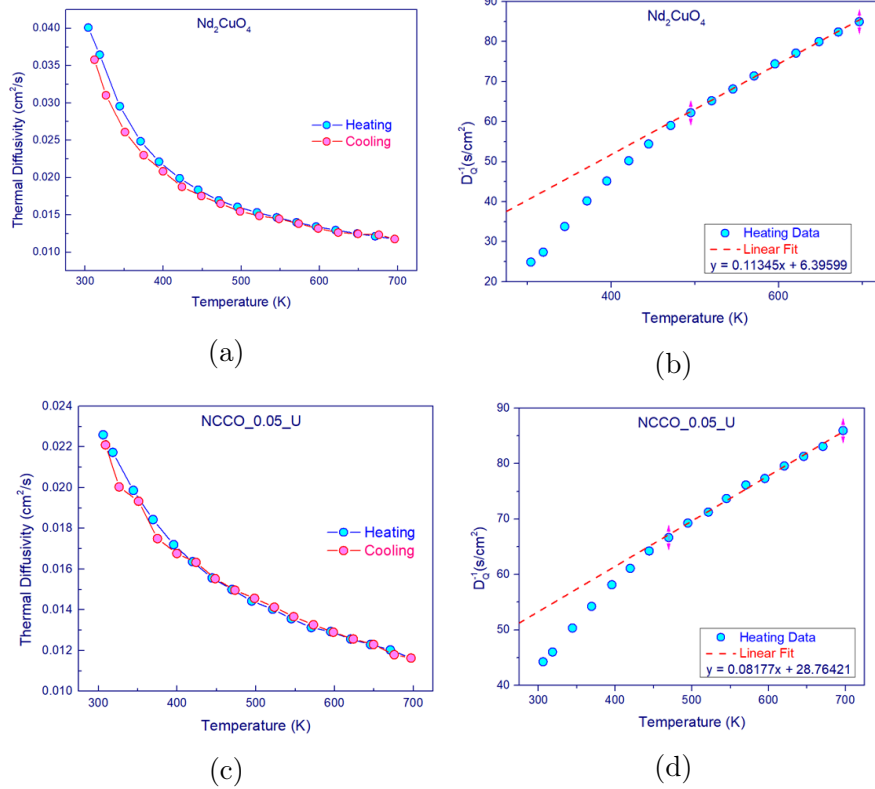 Nd₂CuO₄
Thermal Diffusivity (cm²/s)
0.040
0.035
0.030
0.025
0.020
0.015
0.010
Heating
Cooling
300 400 500 600 700
Temperature (K)
(a)
Nd₂CuO₄
D_Q⁻¹(s/cm²)
90
80
70
60
50
40
30
20
Heating Data
Linear Fit
y = 0.11345x + 6.39599
400 600
Temperature (K)
(b)
NCCO_0.05_U
Thermal Diffusivity (cm²/s)
0.024
0.022
0.020
0.018
0.016
0.014
0.012
0.010
Heating
Cooling
300 400 500 600 700
Temperature (K)
(c)
NCCO_0.05_U
D_Q⁻¹(s/cm²)
90
80
70
60
50
40
Heating Data
Linear Fit
y = 0.08177x + 28.76421
300 400 500 600 700
Temperature (K)
(d)